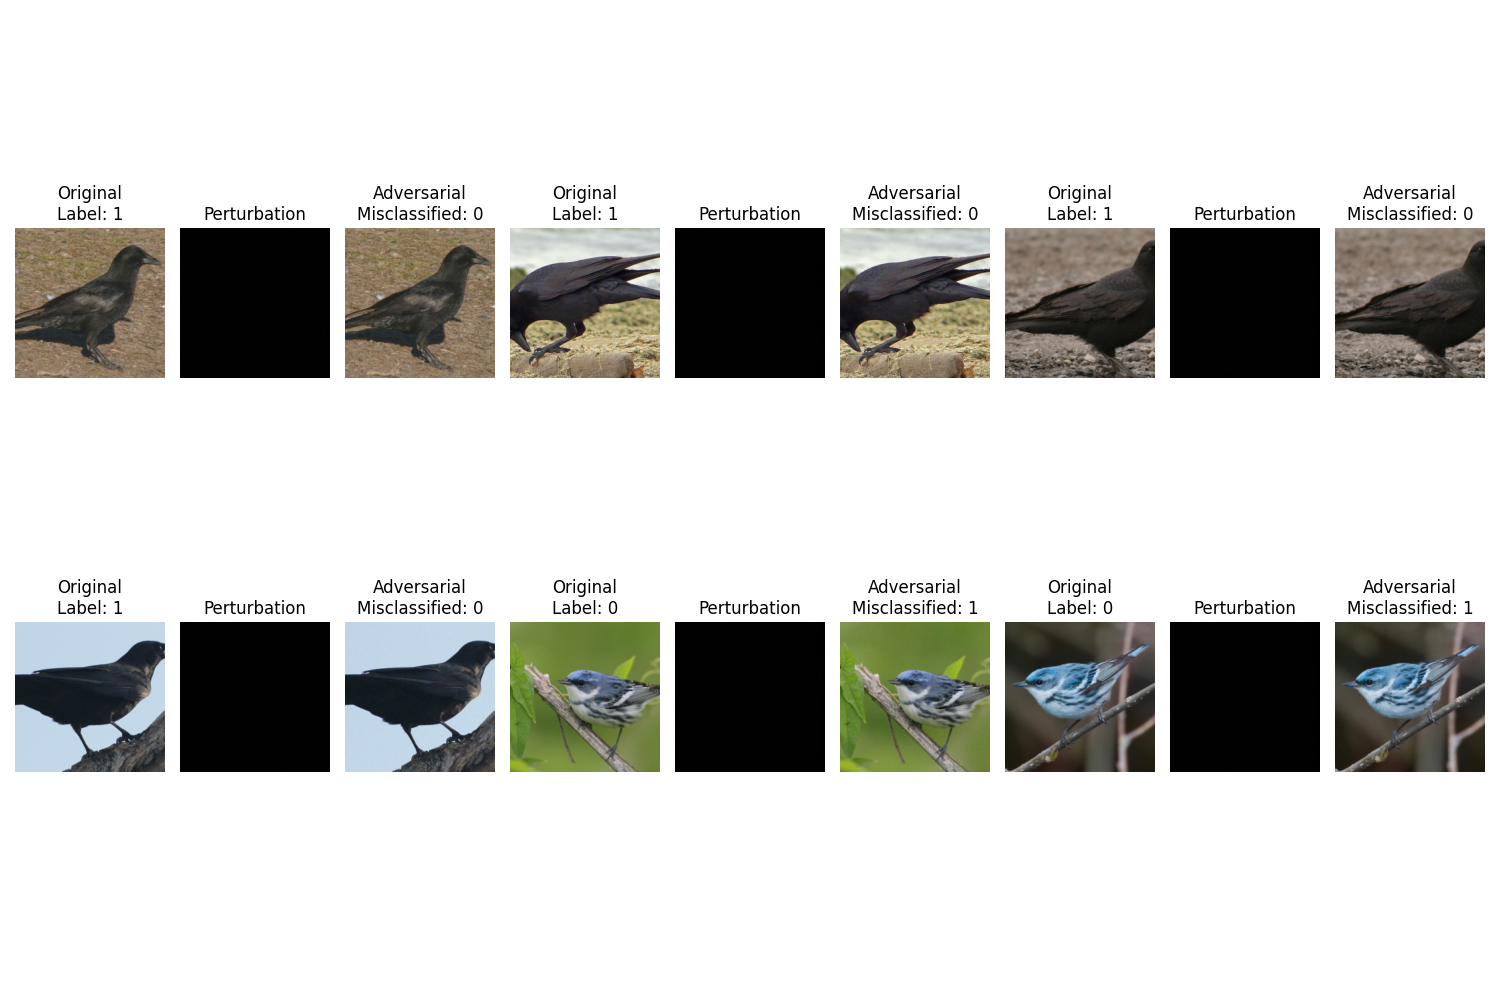 Original
Label: 1
Perturbation
Adversarial
Misclassified: 0
Original
Label: 1
Perturbation
Adversarial
Misclassified: 0
Original
Label: 1
Perturbation
Adversarial
Misclassified: 0
Original
Label: 1
Perturbation
Adversarial
Misclassified: 0
Original
Label: 0
Perturbation
Adversarial
Misclassified: 1
Original
Label: 0
Perturbation
Adversarial
Misclassified: 1